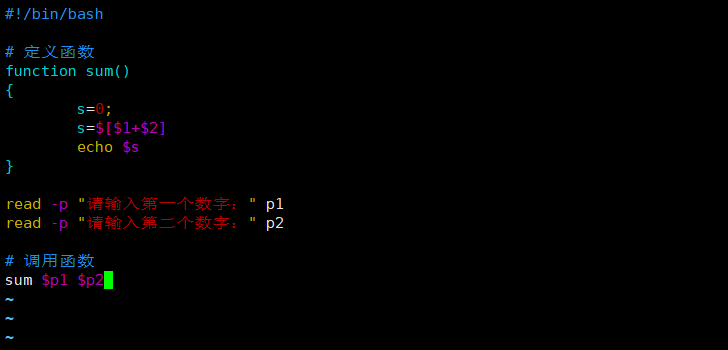 #!/bin/bash
# 定义函数
function sum()
{
        s=0;
        s=$[$1+$2]
        echo $s
}
read -p "请输入第一个数字：" p1
read -p "请输入第二个数字：" p2
# 调用函数
sum $p1 $p2
~
~
~